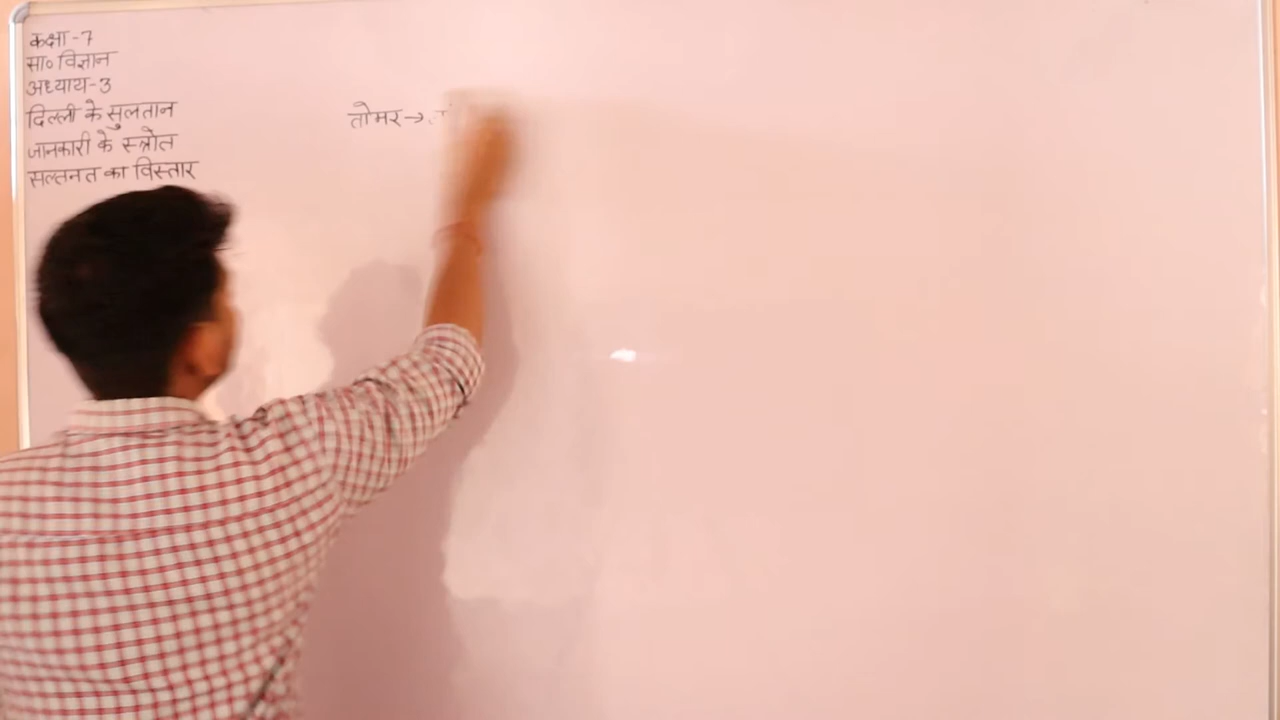 कक्षा-7
सा० विज्ञान
अध्याय-3
दिल्ली के सुलतान
जानकारी के स्त्रोत
सल्तनत का विस्तार
तोमर→